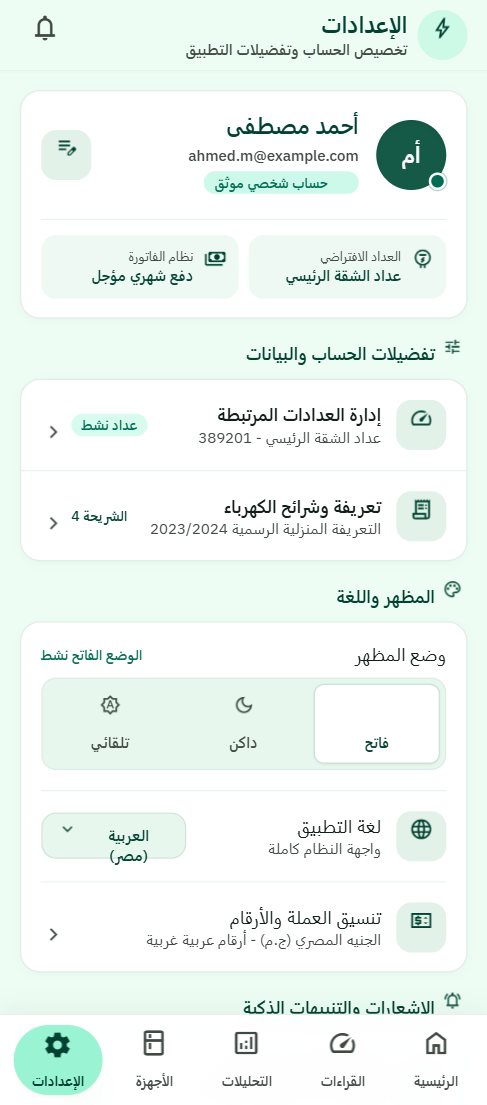 الإعدادات
تخصيص الحساب وتفضيلات التطبيق
أم
أحمد مصطفى
ahmed.m@example.com
حساب شخصي موثق
العداد الافتراضي
عداد الشقة الرئيسي
نظام الفاتورة
دفع شهري مؤجل
تفضيلات الحساب والبيانات
إدارة العدادات المرتبطة
عداد الشقة الرئيسي - 389201
عداد نشط
تعريفة وشرائح الكهرباء
التعريفة المنزلية الرسمية 2023/2024
الشريحة 4
المظهر واللغة
وضع المظهر
الوضع الفاتح نشط
فاتح
داكن
تلقائي
لغة التطبيق
واجهة النظام كاملة
العربية
(مصر)
تنسيق العملة والأرقام
الجنيه المصري (ج.م) - أرقام عربية غربية
الإشعارات والتنبيهات الذكية
الرئيسية
القراءات
التحليلات
الأجهزة
الإعدادات